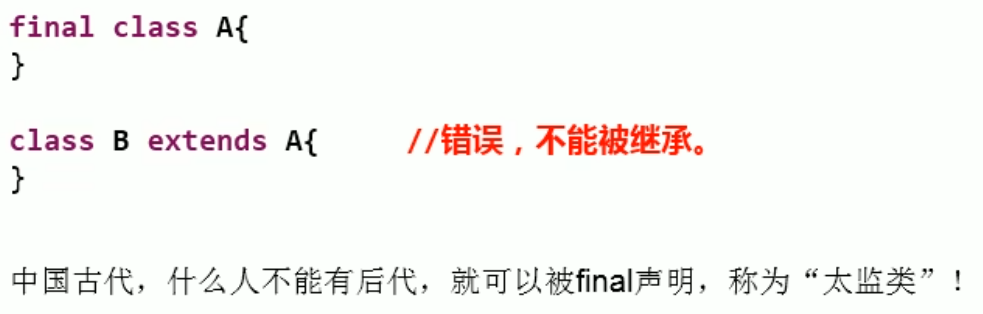 final class A{
}
class B extends A{ //错误，不能被继承。
}
中国古代，什么人不能有后代，就可以被final声明，称为“太监类”！